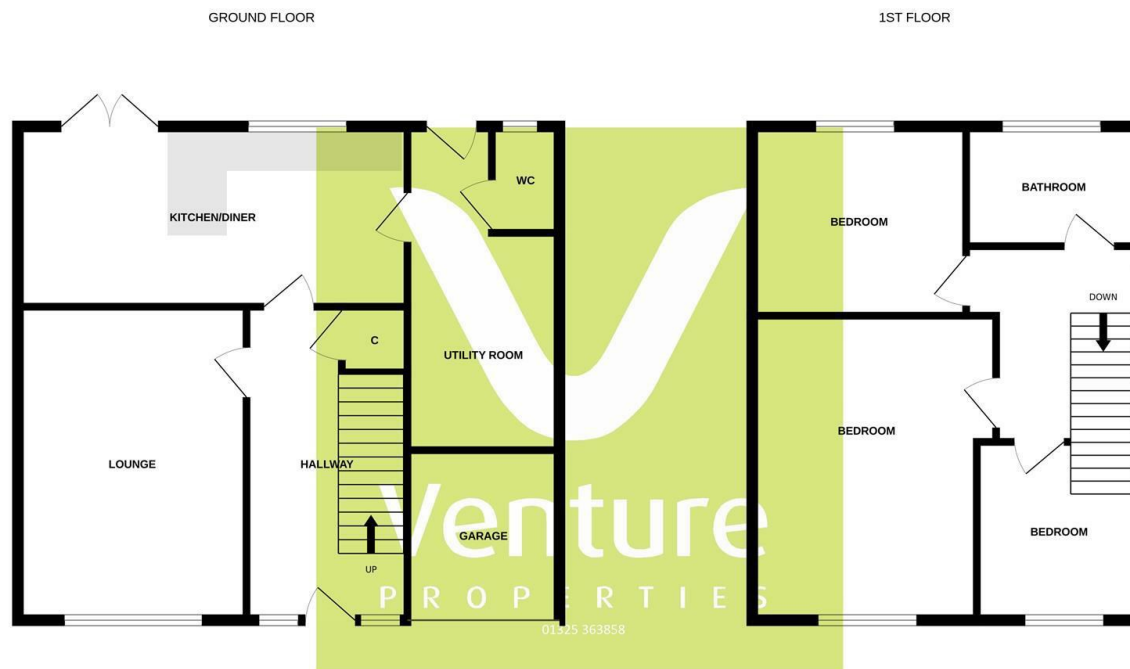 GROUND FLOOR
1ST FLOOR
KITCHEN/DINER
WC
C
UTILITY ROOM
LOUNGE
HALLWAY
UP
GARAGE
BEDROOM
BATHROOM
DOWN
BEDROOM
BEDROOM
Venture
PROPERTIES
01325 363858